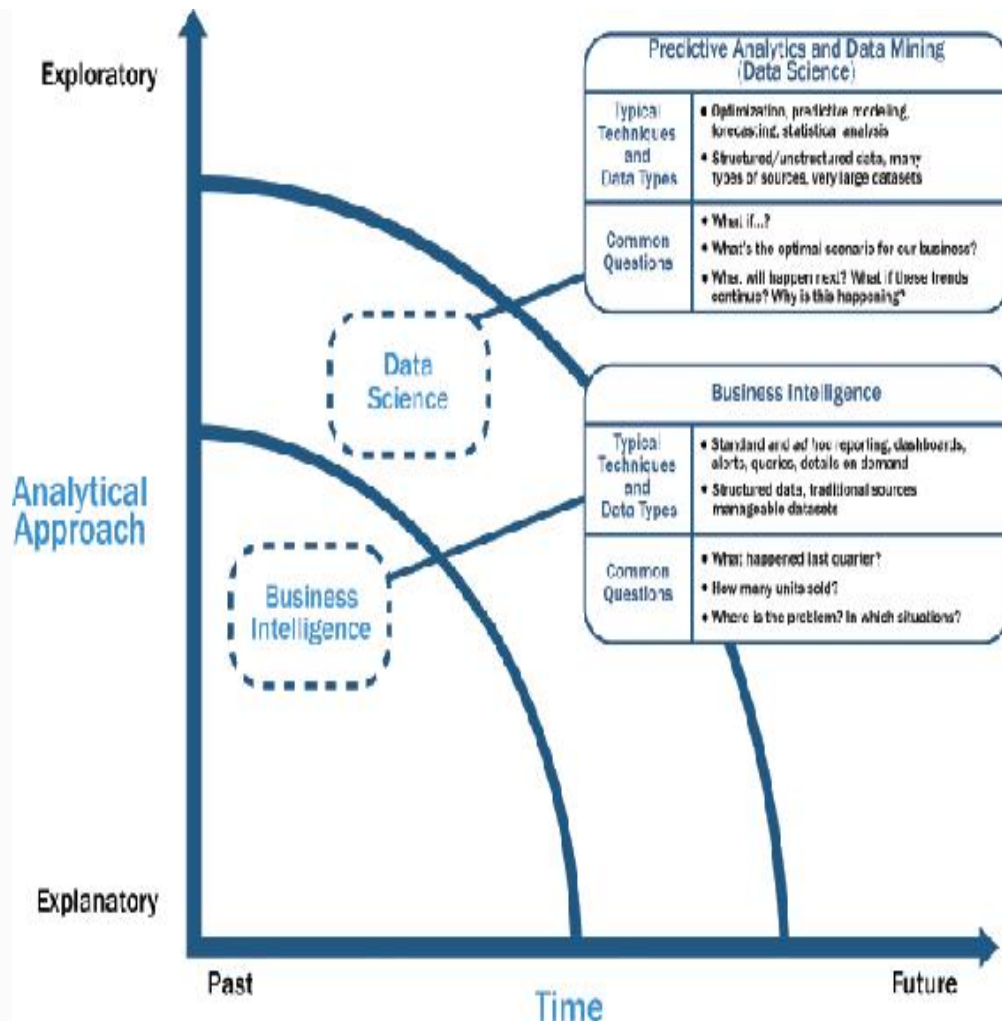 Exploratory
Predictive Analytics and Data Mining
(Data Science)
Typical
Techniques
and
Data Types
• Optimization, predictive modeling,
forecasting, statistical analysis
• Structured/unstructured data, many
types of sources, very large datasets
Common
Questions
• What if...?
• What's the optimal scenario for our business?
• What will happen next? What if these trends
continue? Why is this happening?
Data
Science
Business Intelligence
Typical
Techniques
and
Data Types
• Standard and ad hoc reporting, dashboards,
alerts, queries, details on demand
• Structured data, traditional sources
manageable datasets
Common
Questions
• What happened last quarter?
• How many units sold?
• Where is the problem? In which situations?
Analytical
Approach
Business
Intelligence
Explanatory
Past
Time
Future